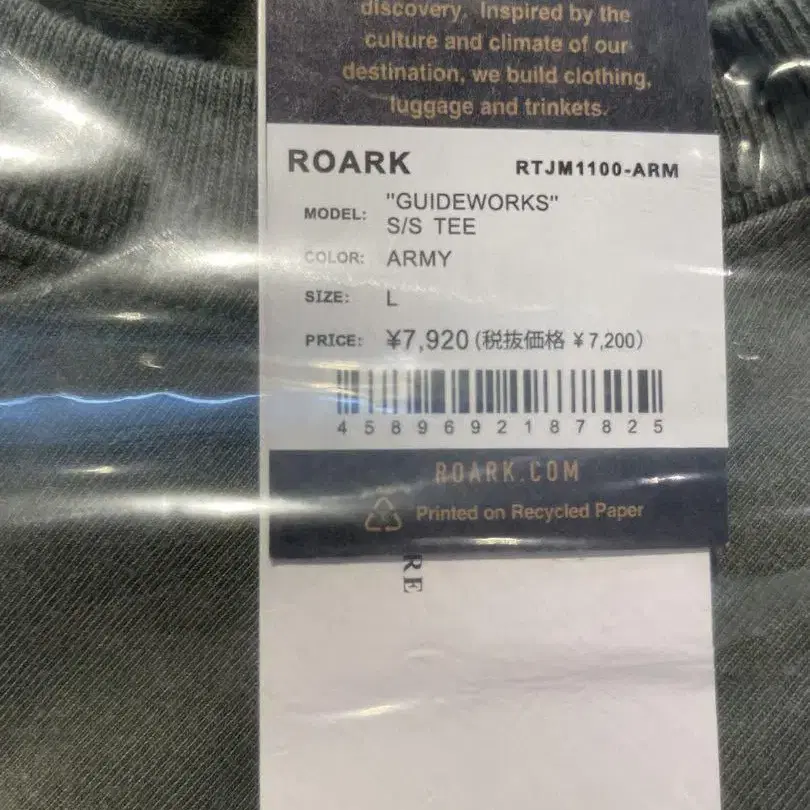 discovery. Inspired by the
culture and climate of our
destination, we build clothing,
luggage and trinkets.
ROARK RTJM1100-ARM
MODEL: "GUIDEWORKS"
S/S TEE
COLOR: ARMY
SIZE: L
PRICE: ¥7,920(税抜価格 ¥7,200)
4589692187825
ROARK.COM
Printed on Recycled Paper
RE